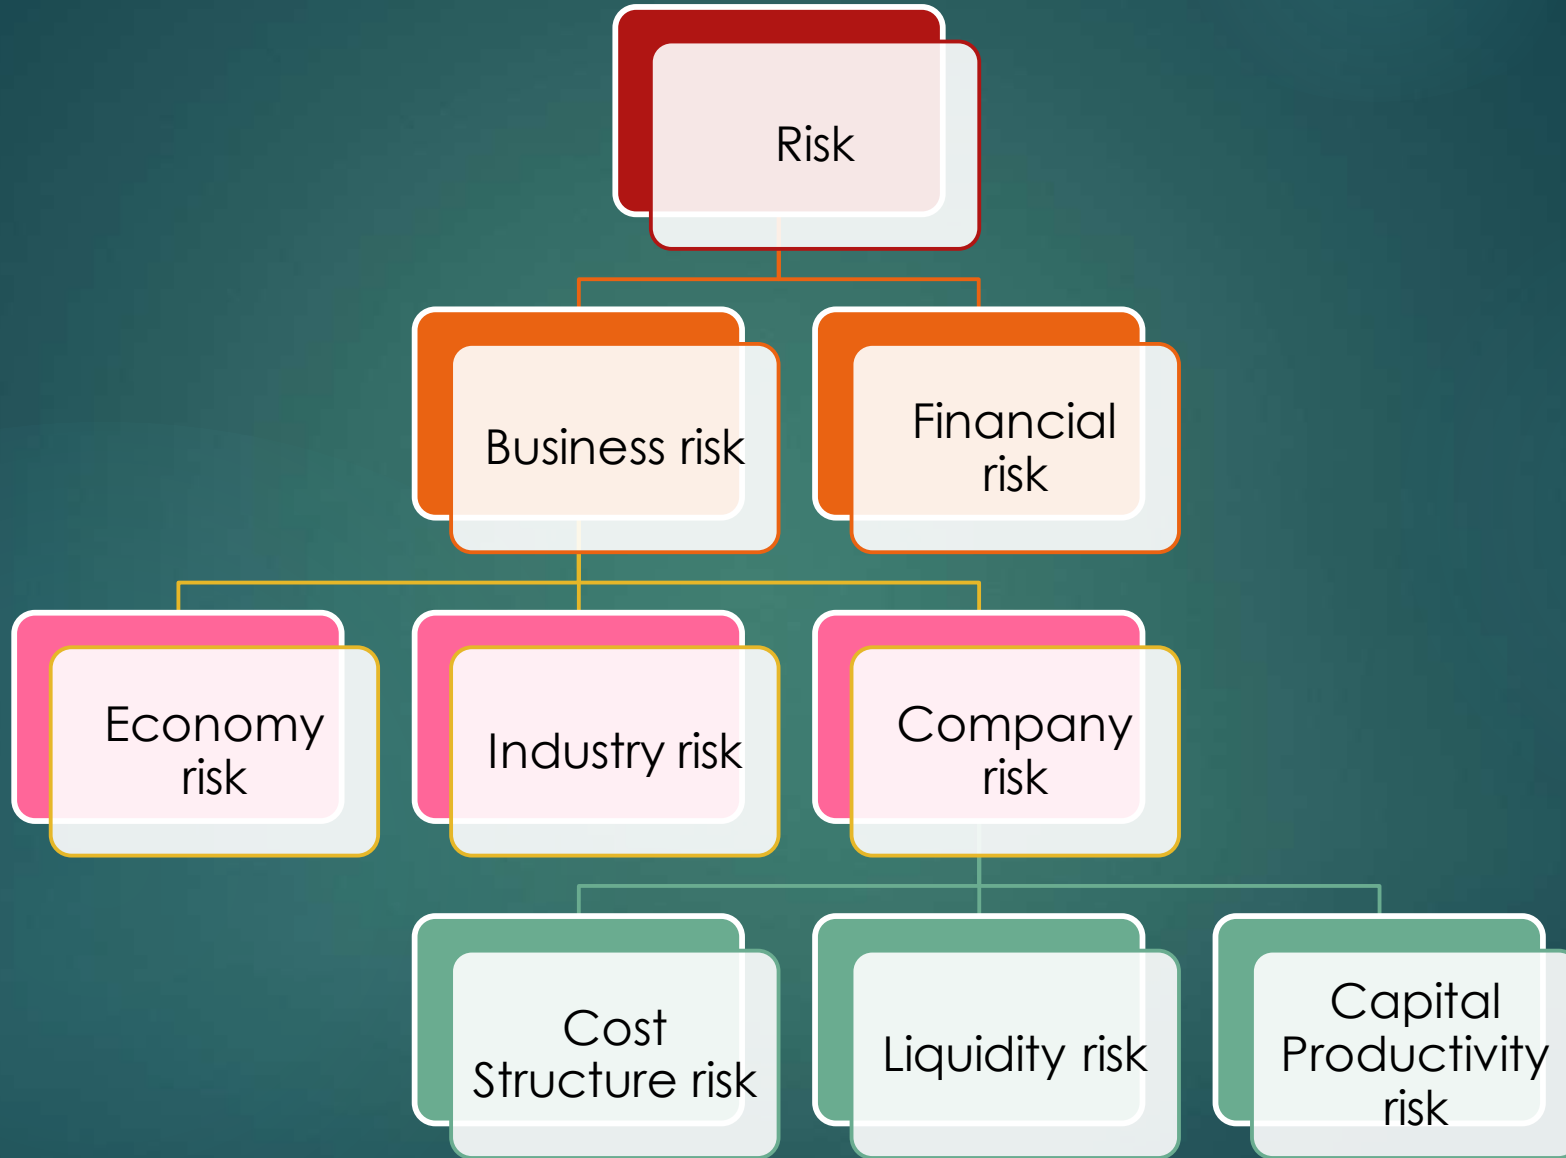 Risk
Business risk
Financial
risk
Economy
risk
Industry risk
Company
risk
Cost
Structure risk
Liquidity risk
Capital
Productivity
risk